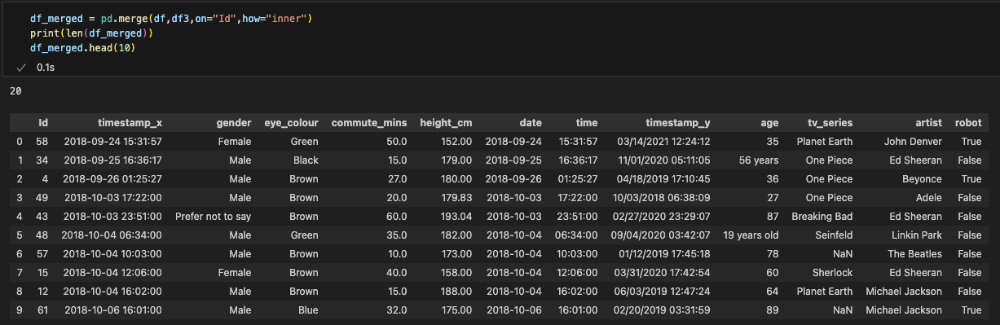 df_merged = pd.merge(df,df3,on="Id",how="inner")
print(len(df_merged))
df_merged.head(10)
0.1s
20
Id timestamp_x gender eye_colour commute_mins height_cm date time timestamp_y age tv_series artist robot
0 58 2018-09-24 15:31:57 Female Green 50.0 152.00 2018-09-24 15:31:57 03/14/2021 12:24:12 35 Planet Earth John Denver True
1 34 2018-09-25 16:36:17 Male Black 15.0 179.00 2018-09-25 16:36:17 11/01/2020 05:11:05 56 years One Piece Ed Sheeran False
2 4 2018-09-26 01:25:27 Male Brown 27.0 180.00 2018-09-26 01:25:27 04/18/2019 17:10:45 36 One Piece Beyonce True
3 49 2018-10-03 17:22:00 Male Brown 20.0 179.83 2018-10-03 17:22:00 10/03/2018 06:38:09 27 One Piece Adele False
4 43 2018-10-03 23:51:00 Prefer not to say Brown 60.0 193.04 2018-10-03 23:51:00 02/27/2020 23:29:07 87 Breaking Bad Ed Sheeran False
5 48 2018-10-04 06:34:00 Male Green 35.0 182.00 2018-10-04 06:34:00 09/04/2020 03:42:07 19 years old Seinfeld Linkin Park False
6 57 2018-10-04 10:03:00 Male Brown 10.0 173.00 2018-10-04 10:03:00 01/12/2019 17:45:18 78 NaN The Beatles False
7 15 2018-10-04 12:06:00 Female Brown 40.0 158.00 2018-10-04 12:06:00 03/31/2020 17:42:54 60 Sherlock Ed Sheeran False
8 12 2018-10-04 16:02:00 Male Brown 15.0 188.00 2018-10-04 16:02:00 06/03/2019 12:47:24 64 Planet Earth Michael Jackson False
9 61 2018-10-06 16:01:00 Male Blue 32.0 175.00 2018-10-06 16:01:00 02/20/2019 03:31:59 89 NaN Michael Jackson True